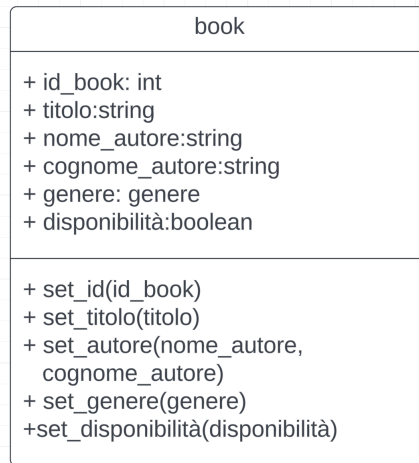 book
+ id_book: int
+ titolo:string
+ nome_autore:string
+ cognome_autore:string
+ genere: genere
+ disponibilità:boolean
+ set_id(id_book)
+ set_titolo(titolo)
+ set_autore(nome_autore,
cognome_autore)
+ set_genere(genere)
+set_disponibilità(disponibilità)